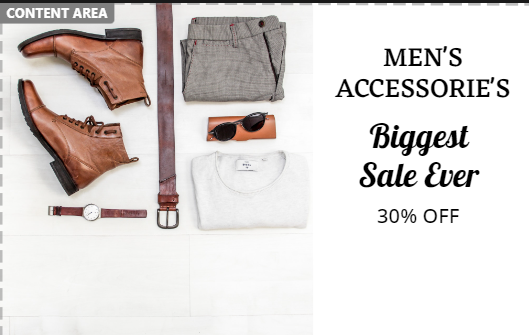 CONTENT AREA
MEN'S
ACCESSORIE'S
Biggest
Sale Ever
30% OFF